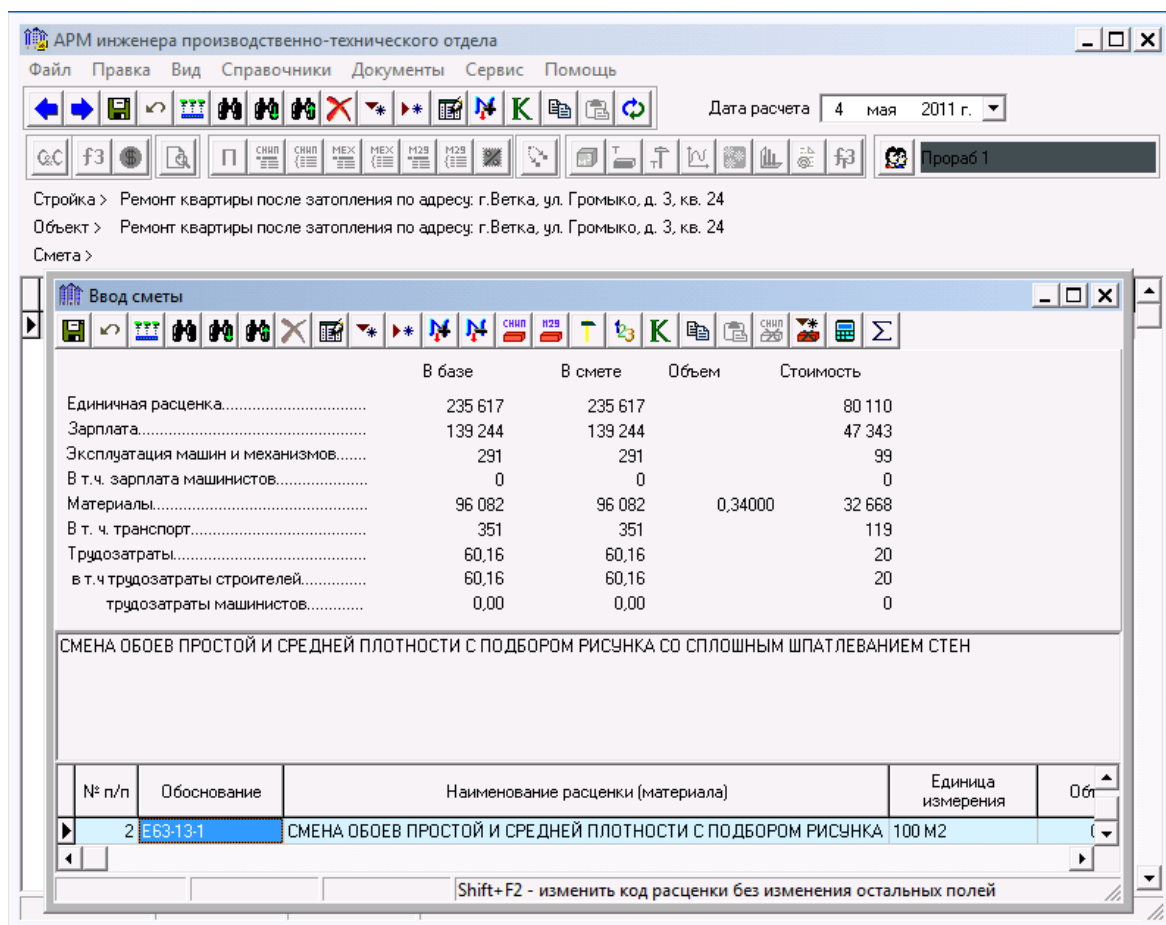 АРМ инженера производственно-технического отдела
Файл Правка Вид Справочники Документы Сервис Помощь
Дата расчета 4 мая 2011 г.
Прораб 1
Стройка > Ремонт квартиры после затопления по адресу: г.Ветка, ул. Громыко, д. 3, кв. 24
Объект > Ремонт квартиры после затопления по адресу: г.Ветка, ул. Громыко, д. 3, кв. 24
Смета >
Ввод сметы
В базе В смете Объем Стоимость
Единичная расценка................................. 235 617 235 617 80 110
Зарплата.................................................... 139 244 139 244 47 343
Эксплуатация машин и механизмов....... 291 291 99
В т.ч. зарплата машинистов..................... 0 0 0
Материалы................................................. 96 082 96 082 0,34000 32 668
В т. ч. транспорт........................................ 351 351 119
Трудозатраты............................................ 60,16 60,16 20
в т.ч трудозатраты строителей............... 60,16 60,16 20
трудозатраты машинистов............. 0,00 0,00 0
СМЕНА ОБОЕВ ПРОСТОЙ И СРЕДНЕЙ ПЛОТНОСТИ С ПОДБОРОМ РИСУНКА СО СПЛОШНЫМ ШПАТЛЕВАНИЕМ СТЕН
№ п/п Обоснование Наименование расценки (материала) Единица измерения
2 Е63-13-1 СМЕНА ОБОЕВ ПРОСТОЙ И СРЕДНЕЙ ПЛОТНОСТИ С ПОДБОРОМ РИСУНКА 100 М2
Shift+F2 - изменить код расценки без изменения остальных полей